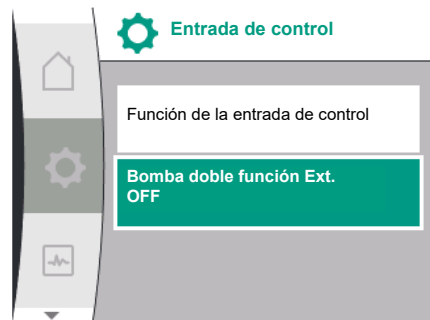 Entrada de control
Función de la entrada de control
Bomba doble función Ext.
OFF